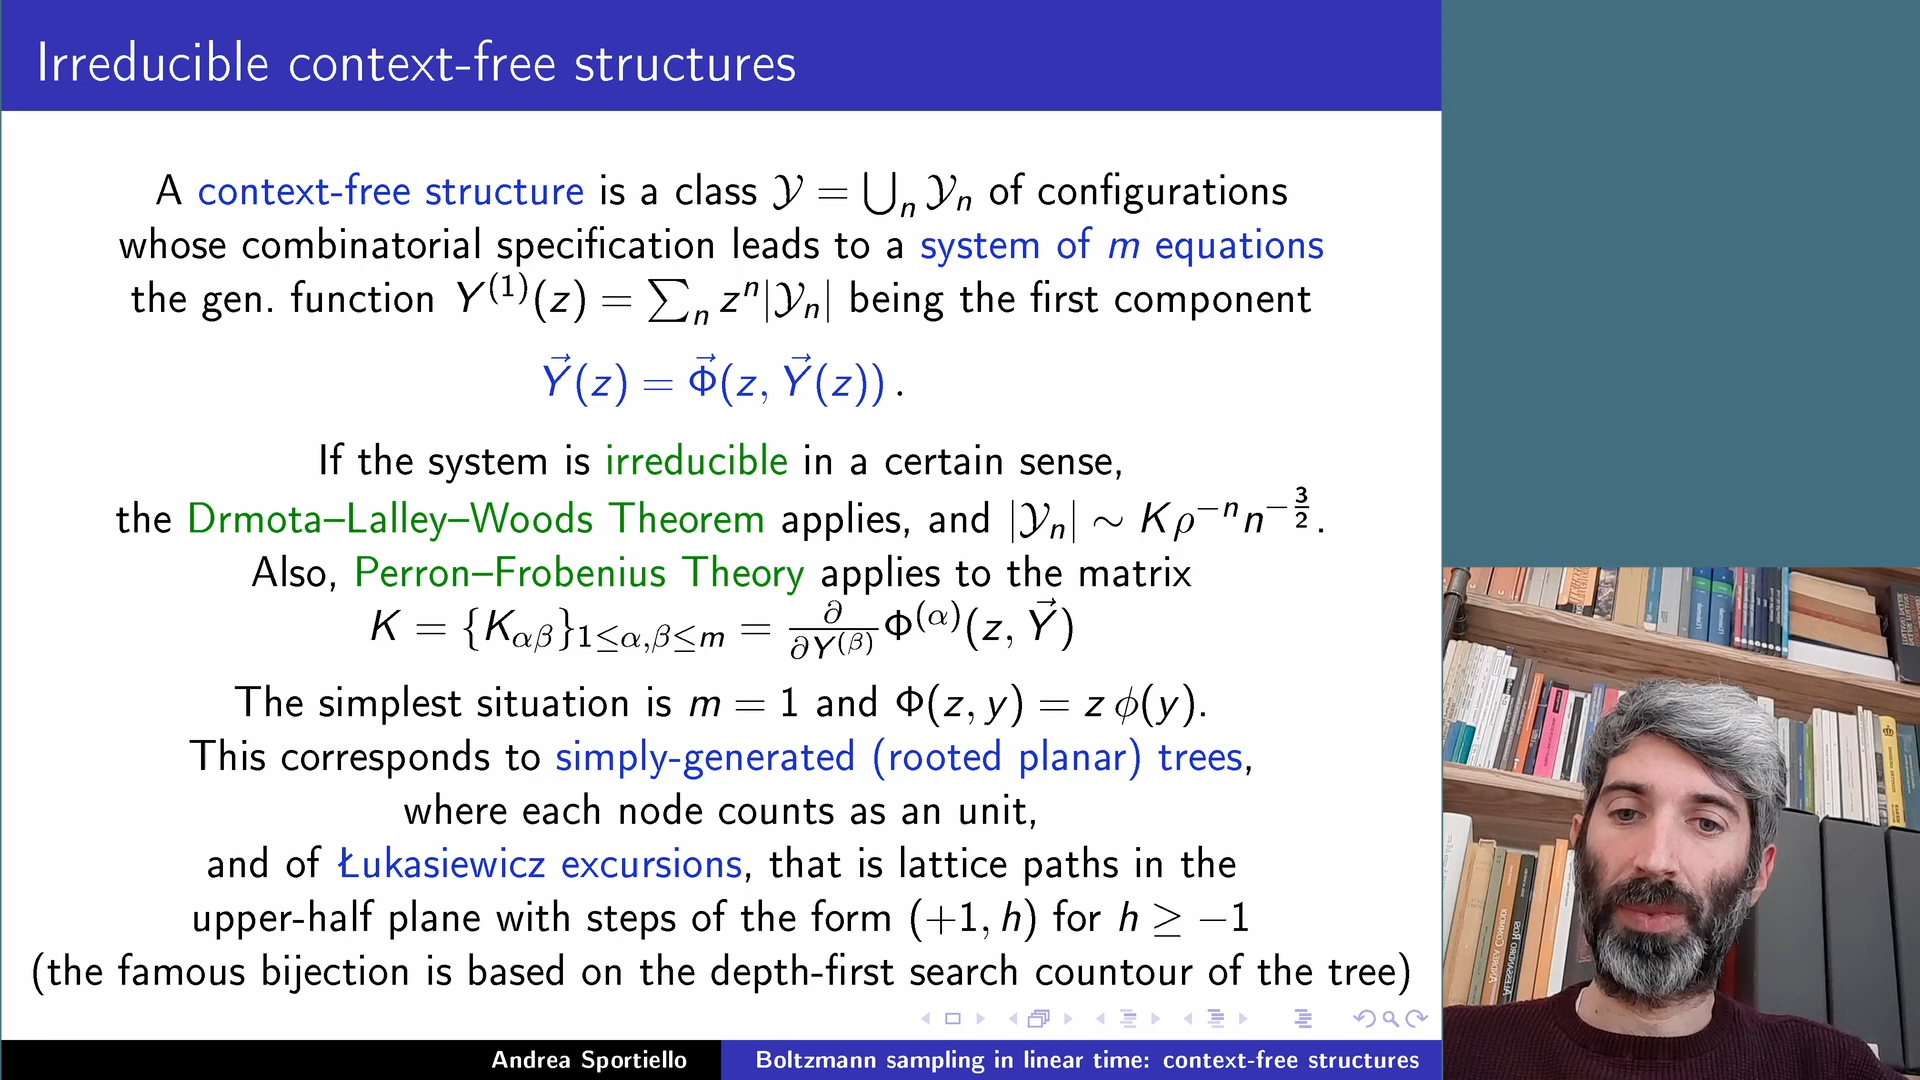 Irreducible context-free structures
A context-free structure is a class 𝒴 = ⋃ₙ 𝒴ₙ of configurations
whose combinatorial specification leads to a system of m equations
the gen. function Y⁽¹⁾(z) = ∑ₙ zⁿ|𝒴ₙ| being the first component
Y⃗(z) = Φ⃗(z, Y⃗(z)) .
If the system is irreducible in a certain sense,
the Drmota–Lalley–Woods Theorem applies, and |𝒴ₙ| ∼ Kρ⁻ⁿn^{−3/2}.
Also, Perron–Frobenius Theory applies to the matrix
K = {K_{αβ}}_{1≤α,β≤m} = ∂/∂Y^{(β)} Φ^{(α)}(z, Y⃗)
The simplest situation is m = 1 and Φ(z, y) = z ϕ(y).
This corresponds to simply-generated (rooted planar) trees,
where each node counts as an unit,
and of Łukasiewicz excursions, that is lattice paths in the
upper-half plane with steps of the form (+1, h) for h ≥ −1
(the famous bijection is based on the depth-first search countour of the tree)
Andrea Sportiello
Boltzmann sampling in linear time: context-free structures